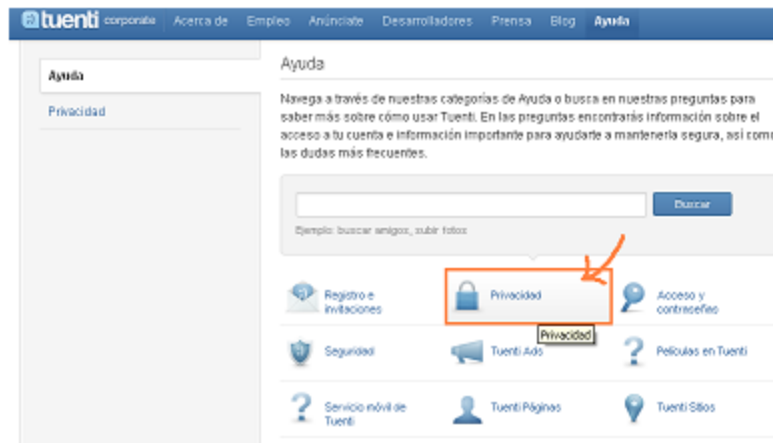 tuenti corporate Acerca de Empleo Anúnciate Desarrolladores Prensa Blog Ayuda
Ayuda
Privacidad
Ayuda
Navega a través de nuestras categorías de Ayuda o busca en nuestras preguntas para
saber más sobre cómo usar Tuenti. En las preguntas encontrarás información sobre el
acceso a tu cuenta e información importante para ayudarte a mantenerla segura, así com
las dudas más frecuentes.
Buscar
Ejemplo: buscar amigos, subir fotos
Registro e
invitaciones
Privacidad
Acceso y
contraseñas
Privacidad
Seguridad
Tuenti Ads
Películas en Tuenti
Servicio móvil de
Tuenti
Tuenti Páginas
Tuenti Sitios